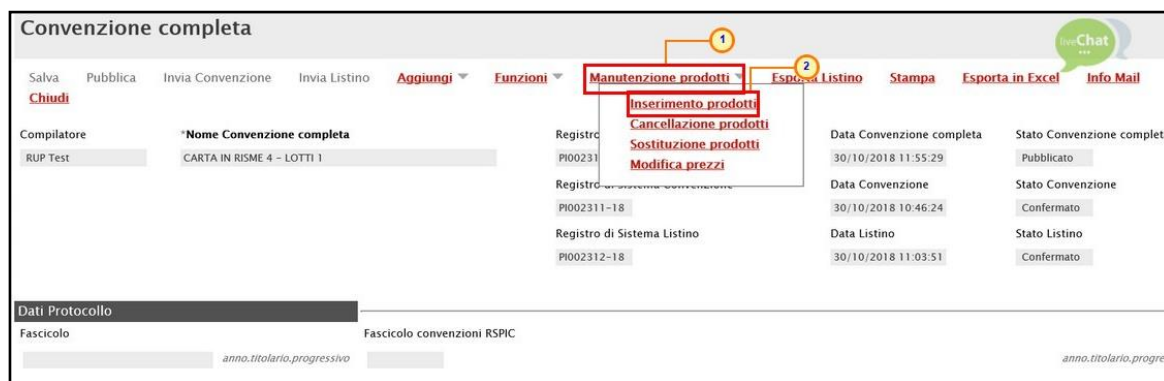 Convenzione completa
1
liveChat
Salva Pubblica Invia Convenzione Invia Listino Aggiungi Funzioni Manutenzione prodotti 2 Esporta Listino Stampa Esporta in Excel Info Mail
Chiudi
Inserimento prodotti
Cancellazione prodotti
Sostituzione prodotti
Modifica prezzi
Compilatore *Nome Convenzione completa Registro Data Convenzione completa Stato Convenzione complet
RUP Test CARTA IN RISME 4 - LOTTI 1 PI00231 30/10/2018 11:55:29 Pubblicato
Registro di Sistema Convenzione Data Convenzione Stato Convenzione
PI002311-18 30/10/2018 10:46:24 Confermato
Registro di Sistema Listino Data Listino Stato Listino
PI002312-18 30/10/2018 11:03:51 Confermato
Dati Protocollo
Fascicolo Fascicolo convenzioni RSPIC
anno.titolario.progressivo anno.titolario.progre